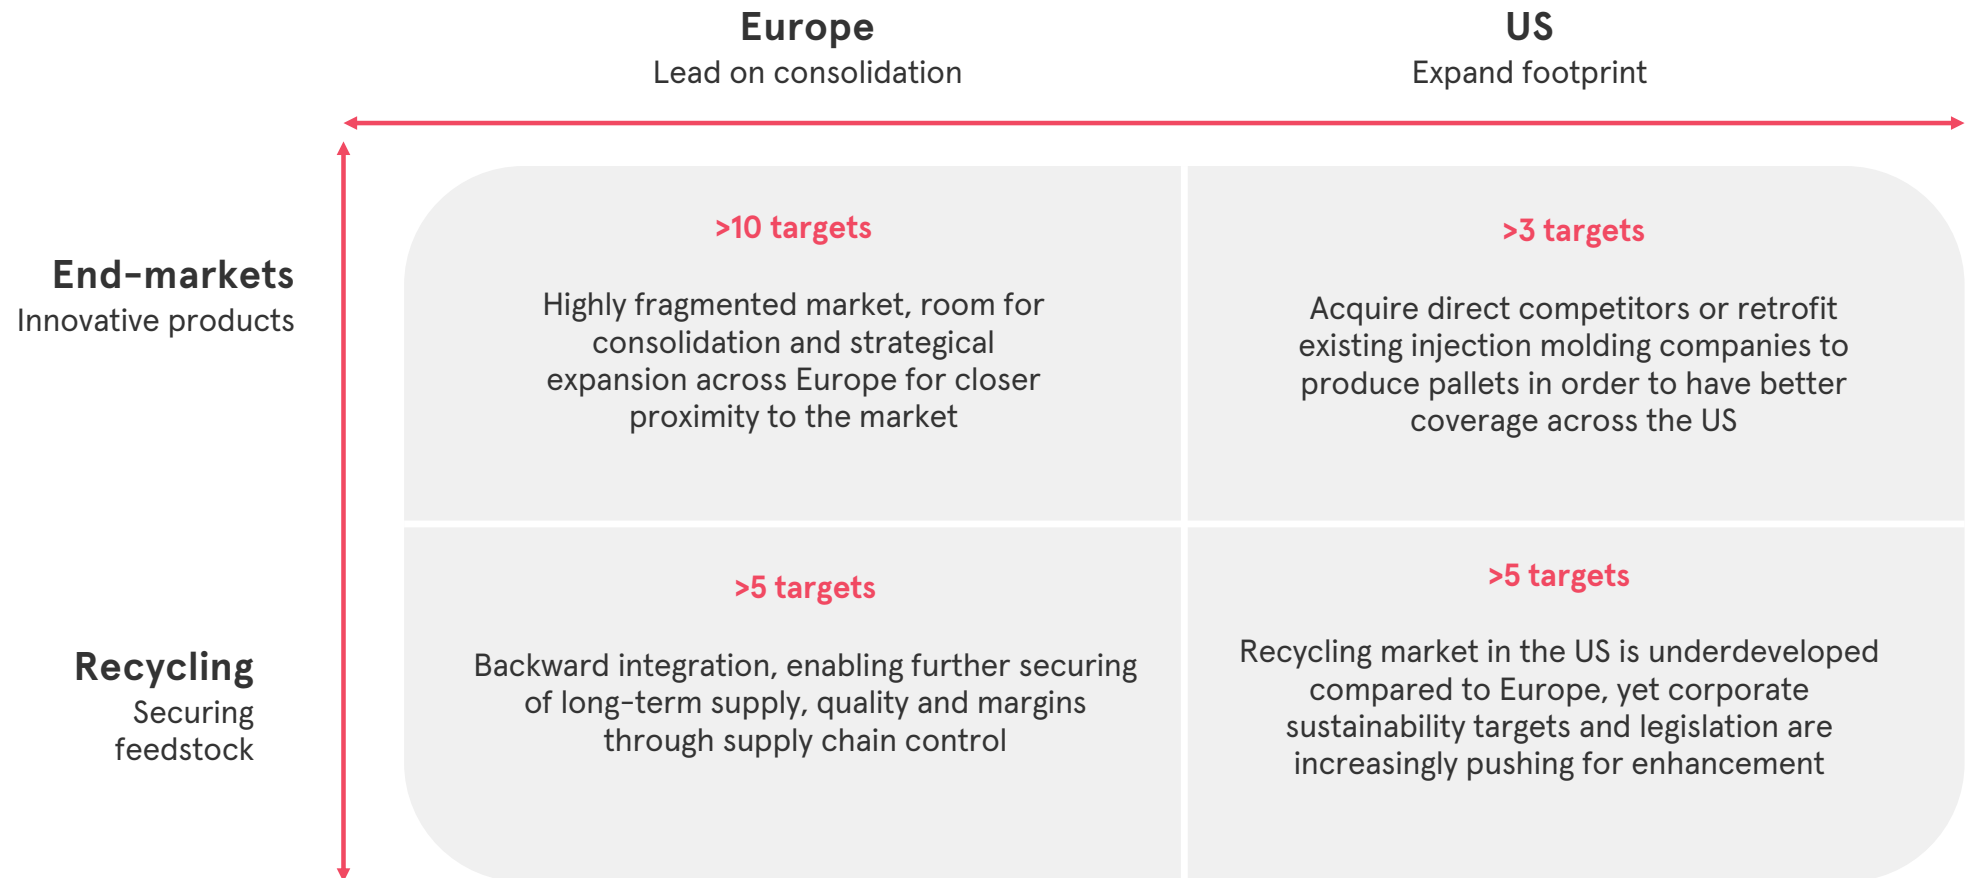 Europe
Lead on consolidation
US
Expand footprint
End-markets
Innovative products
>10 targets
Highly fragmented market, room for
consolidation and strategical
expansion across Europe for closer
proximity to the market
>3 targets
Acquire direct competitors or retrofit
existing injection molding companies to
produce pallets in order to have better
coverage across the US
Recycling
Securing
feedstock
>5 targets
Backward integration, enabling further securing
of long-term supply, quality and margins
through supply chain control
>5 targets
Recycling market in the US is underdeveloped
compared to Europe, yet corporate
sustainability targets and legislation are
increasingly pushing for enhancement